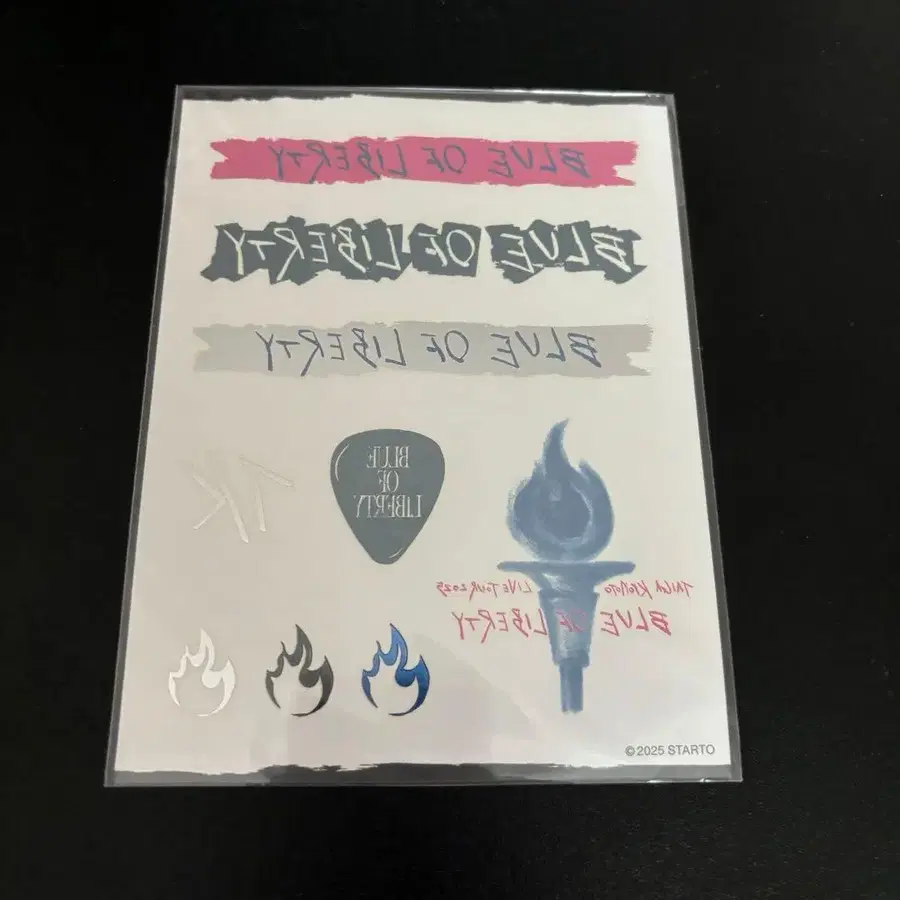 BLUE OF LIBERTY
BLUE OF LIBERTY
BLUE OF LIBERTY
TK
BLUE
OF
LIBERTY
TAIGA KYOMOTO LIVE TOUR 2025
BLUE OF LIBERTY
© 2025 STARTO